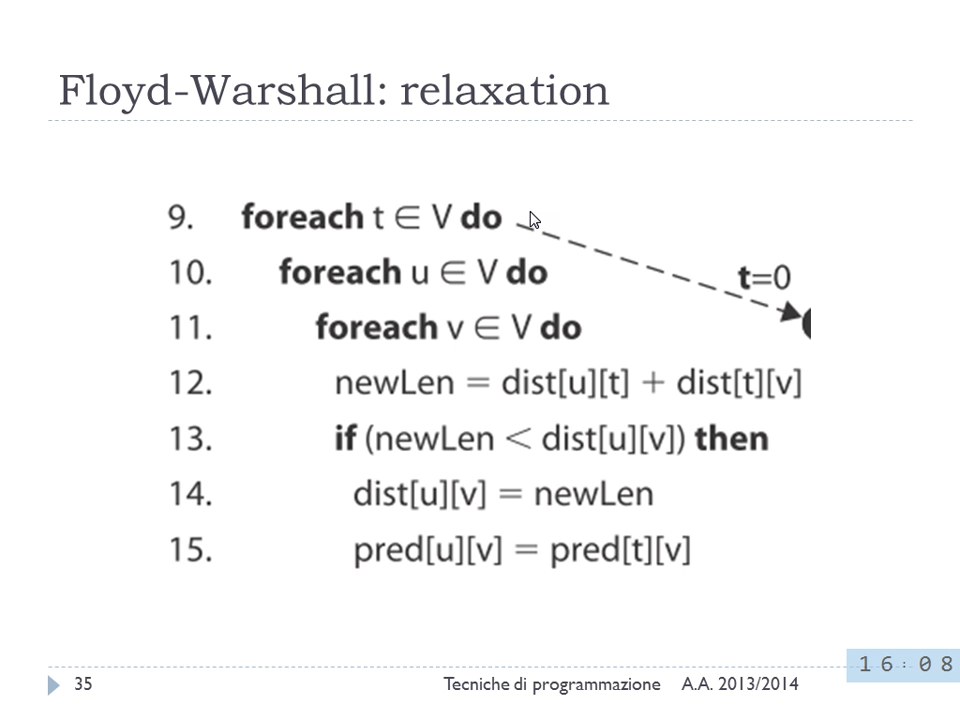 Floyd-Warshall: relaxation
9. foreach t ∈ V do
10. foreach u ∈ V do
t=0
11. foreach v ∈ V do
12. newLen = dist[u][t] + dist[t][v]
13. if (newLen < dist[u][v]) then
14. dist[u][v] = newLen
15. pred[u][v] = pred[t][v]
16:08
35 Tecniche di programmazione A.A. 2013/2014